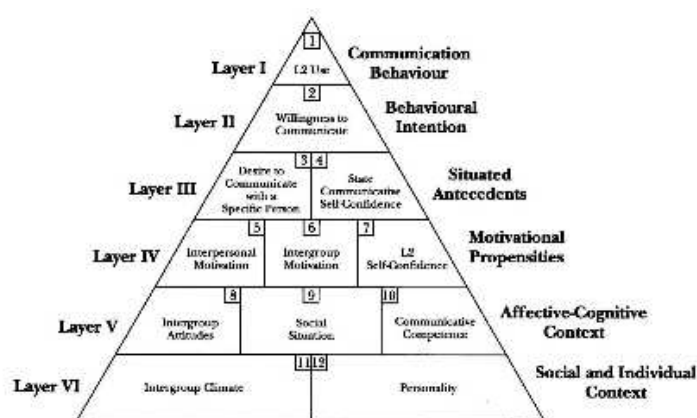 1
Layer I
L2 Use
Communication
Behaviour
2
Layer II
Willingness to
Communicate
Behavioural
Intention
3 4
Layer III
Desire to
Communicate
with a
Specific Person
State
Communicative
Self-Confidence
Situated
Antecedents
5 6 7
Layer IV
Interpersonal
Motivation
Intergroup
Motivation
L2
Self-Confidence
Motivational
Propensities
8 9 10
Layer V
Intergroup
Attitudes
Social
Situation
Communicative
Competence
Affective-Cognitive
Context
11 12
Layer VI
Intergroup Climate
Personality
Social and Individual
Context